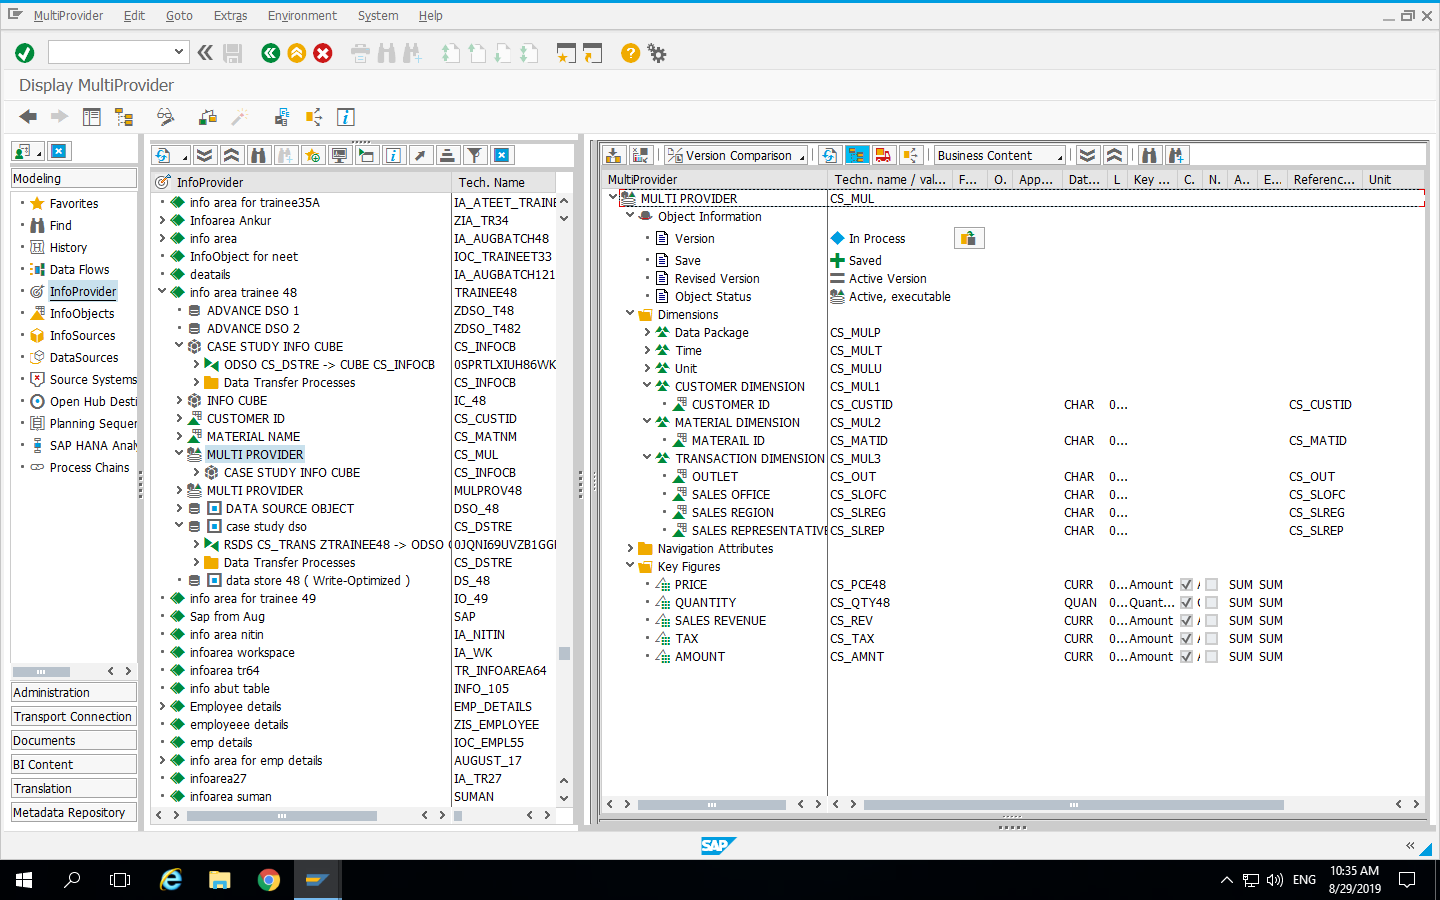 MultiProvider Edit Goto Extras Environment System Help
Display MultiProvider
Version Comparison
Business Content
Modeling
Favorites
Find
History
Data Flows
InfoProvider
InfoObjects
InfoSources
DataSources
Source Systems
Open Hub Desti
Planning Sequer
SAP HANA Analy
Process Chains
Administration
Transport Connection
Documents
BI Content
Translation
Metadata Repository
InfoProvider Tech. Name
info area for trainee35A IA_ATEET_TRAINE
Infoarea Ankur ZIA_TR34
info area IA_AUGBATCH48
InfoObject for neet IOC_TRAINEET33
deatails IA_AUGBATCH121
info area trainee 48 TRAINEE48
ADVANCE DSO 1 ZDSO_T48
ADVANCE DSO 2 ZDSO_T482
CASE STUDY INFO CUBE CS_INFOCB
ODSO CS_DSTRE -> CUBE CS_INFOCB 0SPRTLXIUH86WK
Data Transfer Processes CS_INFOCB
INFO CUBE IC_48
CUSTOMER ID CS_CUSTID
MATERIAL NAME CS_MATNM
MULTI PROVIDER CS_MUL
CASE STUDY INFO CUBE CS_INFOCB
MULTI PROVIDER MULPROV48
DATA SOURCE OBJECT DSO_48
case study dso CS_DSTRE
RSDS CS_TRANS ZTRAINEE48 -> ODSO C 0JQNI69UVZB1GGI
Data Transfer Processes CS_DSTRE
data store 48 ( Write-Optimized ) DS_48
info area for trainee 49 IO_49
Sap from Aug SAP
info area nitin IA_NITIN
infoarea workspace IA_WK
infoarea tr64 TR_INFOAREA64
info abut table INFO_105
Employee details EMP_DETAILS
employeee details ZIS_EMPLOYEE
emp details IOC_EMPL55
info area for emp details AUGUST_17
infoarea27 IA_TR27
infoarea suman SUMAN
MultiProvider Techn. name / val... F... O. App... Dat... L Key ... C. N. A.. E... Referenc... Unit
MULTI PROVIDER CS_MUL
Object Information
Version In Process
Save Saved
Revised Version Active Version
Object Status Active, executable
Dimensions
Data Package CS_MULP
Time CS_MULT
Unit CS_MULU
CUSTOMER DIMENSION CS_MUL1
CUSTOMER ID CS_CUSTID CHAR 0... CS_CUSTID
MATERIAL DIMENSION CS_MUL2
MATERAIL ID CS_MATID CHAR 0... CS_MATID
TRANSACTION DIMENSION CS_MUL3
OUTLET CS_OUT CHAR 0... CS_OUT
SALES OFFICE CS_SLOFC CHAR 0... CS_SLOFC
SALES REGION CS_SLREG CHAR 0... CS_SLREG
SALES REPRESENTATIVE CS_SLREP CHAR 0... CS_SLREP
Navigation Attributes
Key Figures
PRICE CS_PCE48 CURR 0... Amount SUM SUM
QUANTITY CS_QTY48 QUAN 0... Quant... SUM SUM
SALES REVENUE CS_REV CURR 0... Amount SUM SUM
TAX CS_TAX CURR 0... Amount SUM SUM
AMOUNT CS_AMNT CURR 0... Amount SUM SUM
SAP
ENG
10:35 AM
8/29/2019